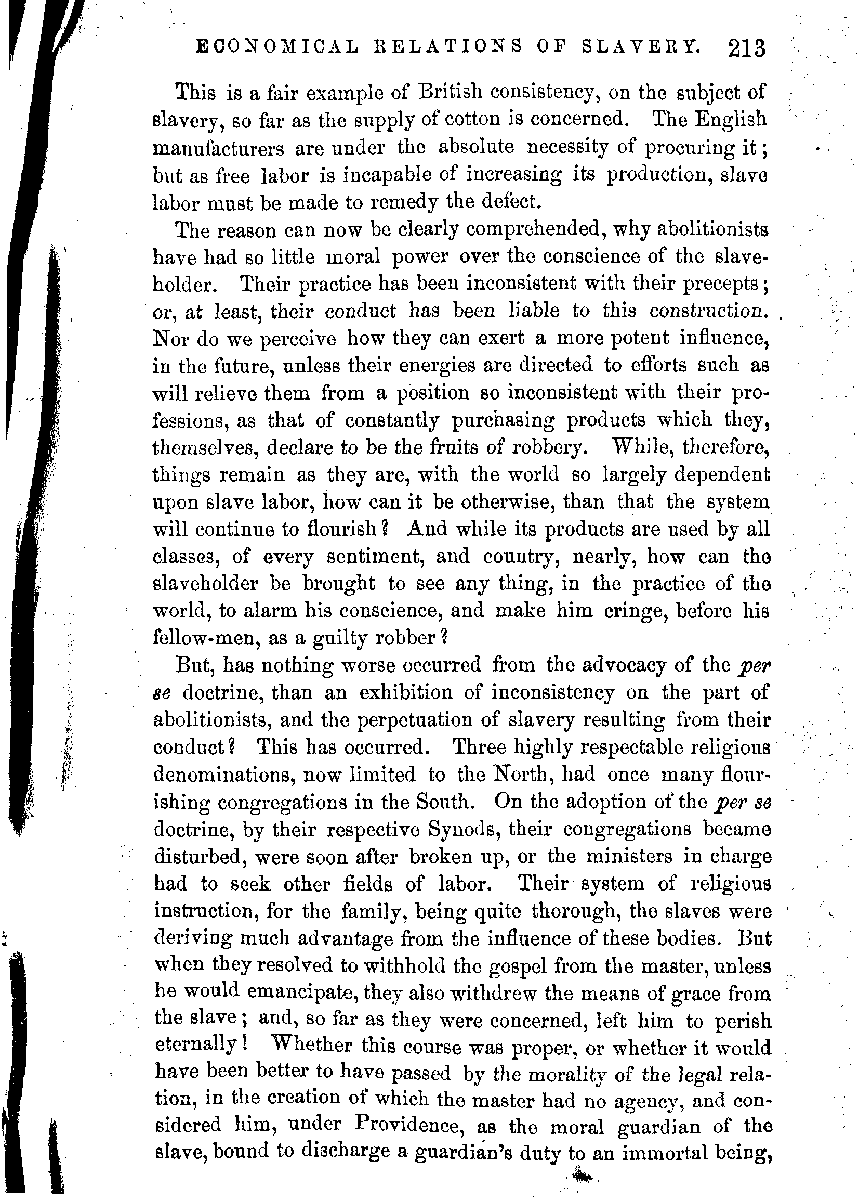 ECONOMICAL RELATIONS OF SLAVERY. 213
This is a fair example of British consistency, on the subject of
slavery, so far as the supply of cotton is concerned. The English
manufacturers are under the absolute necessity of procuring it;
but as free labor is incapable of increasing its production, slave
labor must be made to remedy the defect.
The reason can now be clearly comprehended, why abolitionists
have had so little moral power over the conscience of the slave-
holder. Their practice has been inconsistent with their precepts;
or, at least, their conduct has been liable to this construction.
Nor do we perceive how they can exert a more potent influence,
in the future, unless their energies are directed to efforts such as
will relieve them from a position so inconsistent with their pro-
fessions, as that of constantly purchasing products which they,
themselves, declare to be the fruits of robbery. While, therefore,
things remain as they are, with the world so largely dependent
upon slave labor, how can it be otherwise, than that the system
will continue to flourish? And while its products are used by all
classes, of every sentiment, and country, nearly, how can the
slaveholder be brought to see any thing, in the practice of the
world, to alarm his conscience, and make him cringe, before his
fellow-men, as a guilty robber?
But, has nothing worse occurred from the advocacy of the per
se doctrine, than an exhibition of inconsistency on the part of
abolitionists, and the perpetuation of slavery resulting from their
conduct? This has occurred. Three highly respectable religious
denominations, now limited to the North, had once many flour-
ishing congregations in the South. On the adoption of the per se
doctrine, by their respective Synods, their congregations became
disturbed, were soon after broken up, or the ministers in charge
had to seek other fields of labor. Their system of religious
instruction, for the family, being quite thorough, the slaves were
deriving much advantage from the influence of these bodies. But
when they resolved to withhold the gospel from the master, unless
he would emancipate, they also withdrew the means of grace from
the slave; and, so far as they were concerned, left him to perish
eternally! Whether this course was proper, or whether it would
have been better to have passed by the morality of the legal rela-
tion, in the creation of which the master had no agency, and con-
sidered him, under Providence, as the moral guardian of the
slave, bound to discharge a guardian's duty to an immortal being,